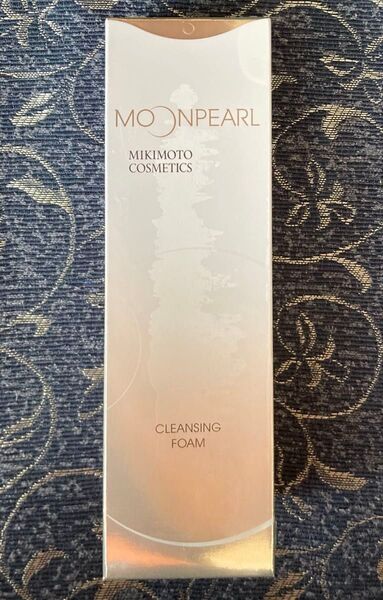 MOONPEARL
MIKIMOTO
COSMETICS
CLEANSING
FOAM